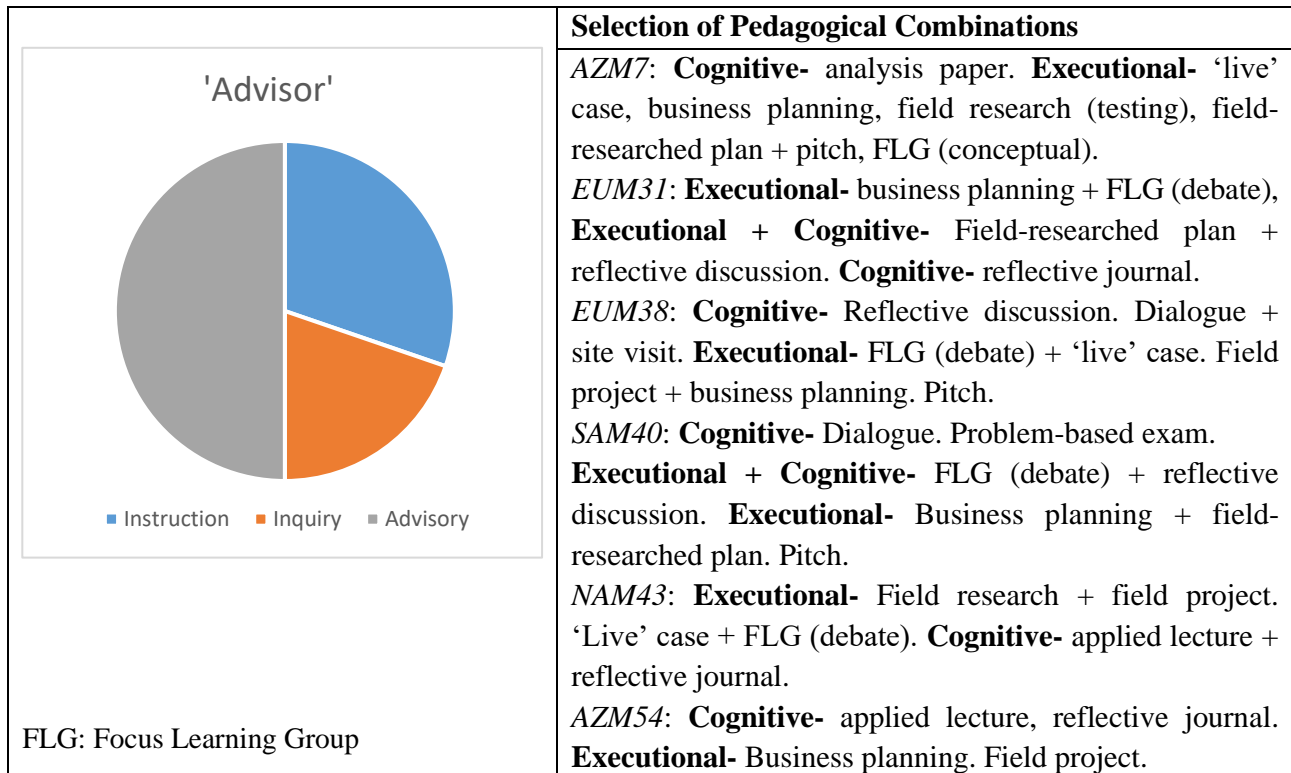 'Advisor'
Instruction Inquiry Advisory
FLG: Focus Learning Group
Selection of Pedagogical Combinations
AZM7: Cognitive- analysis paper. Executional- ‘live’
case, business planning, field research (testing), field-
researched plan + pitch, FLG (conceptual).
EUM31: Executional- business planning + FLG (debate),
Executional + Cognitive- Field-researched plan +
reflective discussion. Cognitive- reflective journal.
EUM38: Cognitive- Reflective discussion. Dialogue +
site visit. Executional- FLG (debate) + ‘live’ case. Field
project + business planning. Pitch.
SAM40: Cognitive- Dialogue. Problem-based exam.
Executional + Cognitive- FLG (debate) + reflective
discussion. Executional- Business planning + field-
researched plan. Pitch.
NAM43: Executional- Field research + field project.
‘Live’ case + FLG (debate). Cognitive- applied lecture +
reflective journal.
AZM54: Cognitive- applied lecture, reflective journal.
Executional- Business planning. Field project.